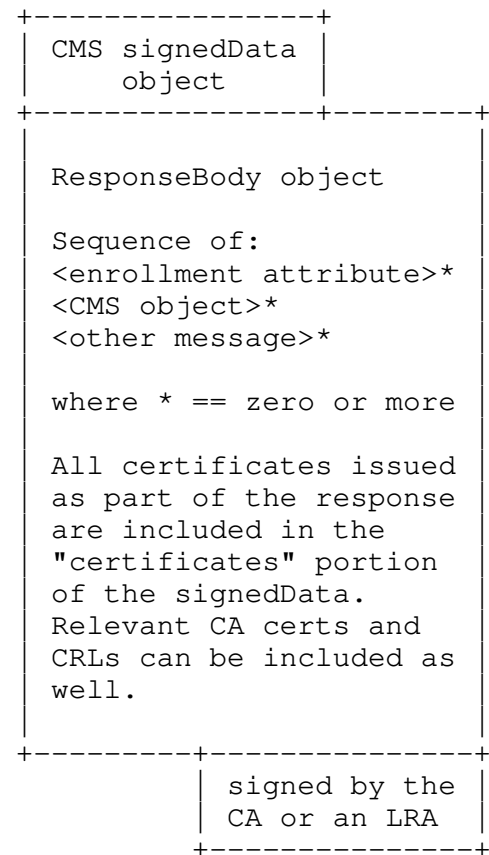 CMS signedData
object
ResponseBody object
Sequence of:
<enrollment attribute>*
<CMS object>*
<other message>*
where * == zero or more
All certificates issued
as part of the response
are included in the
"certificates" portion
of the signedData.
Relevant CA certs and
CRLs can be included as
well.
signed by the
CA or an LRA